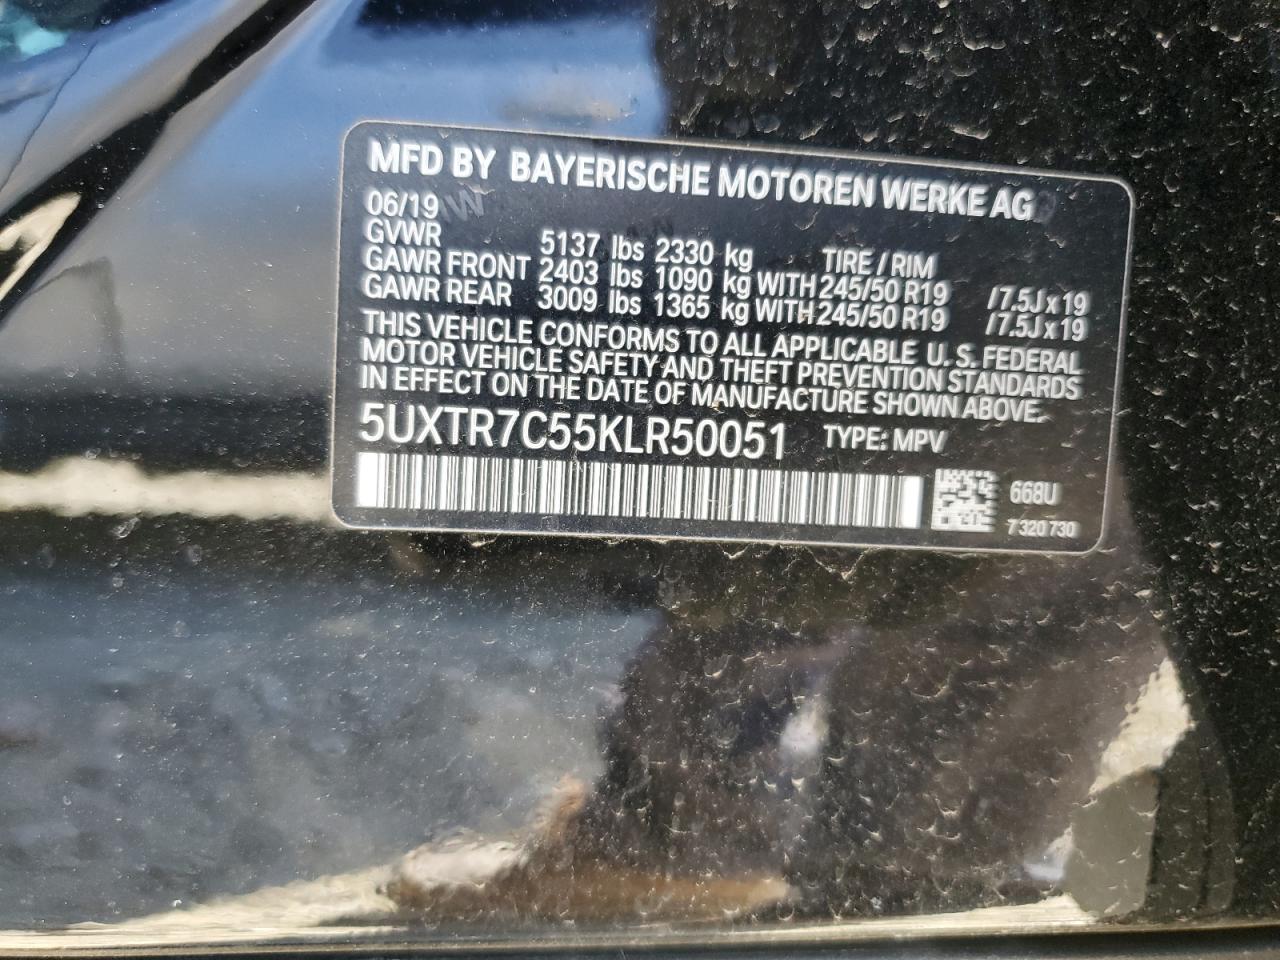 MFD BY BAYERISCHE MOTOREN WERKE AG
06/19
GVWR 5137 lbs 2330 kg TIRE / RIM
GAWR FRONT 2403 lbs 1090 kg WITH 245/50 R19 /7.5J x 19
GAWR REAR 3009 lbs 1365 kg WITH 245/50 R19 /7.5J x 19
THIS VEHICLE CONFORMS TO ALL APPLICABLE U. S. FEDERAL
MOTOR VEHICLE SAFETY AND THEFT PREVENTION STANDARDS
IN EFFECT ON THE DATE OF MANUFACTURE SHOWN ABOVE.
5UXTR7C55KLR50051 TYPE: MPV
668U
7 320 730